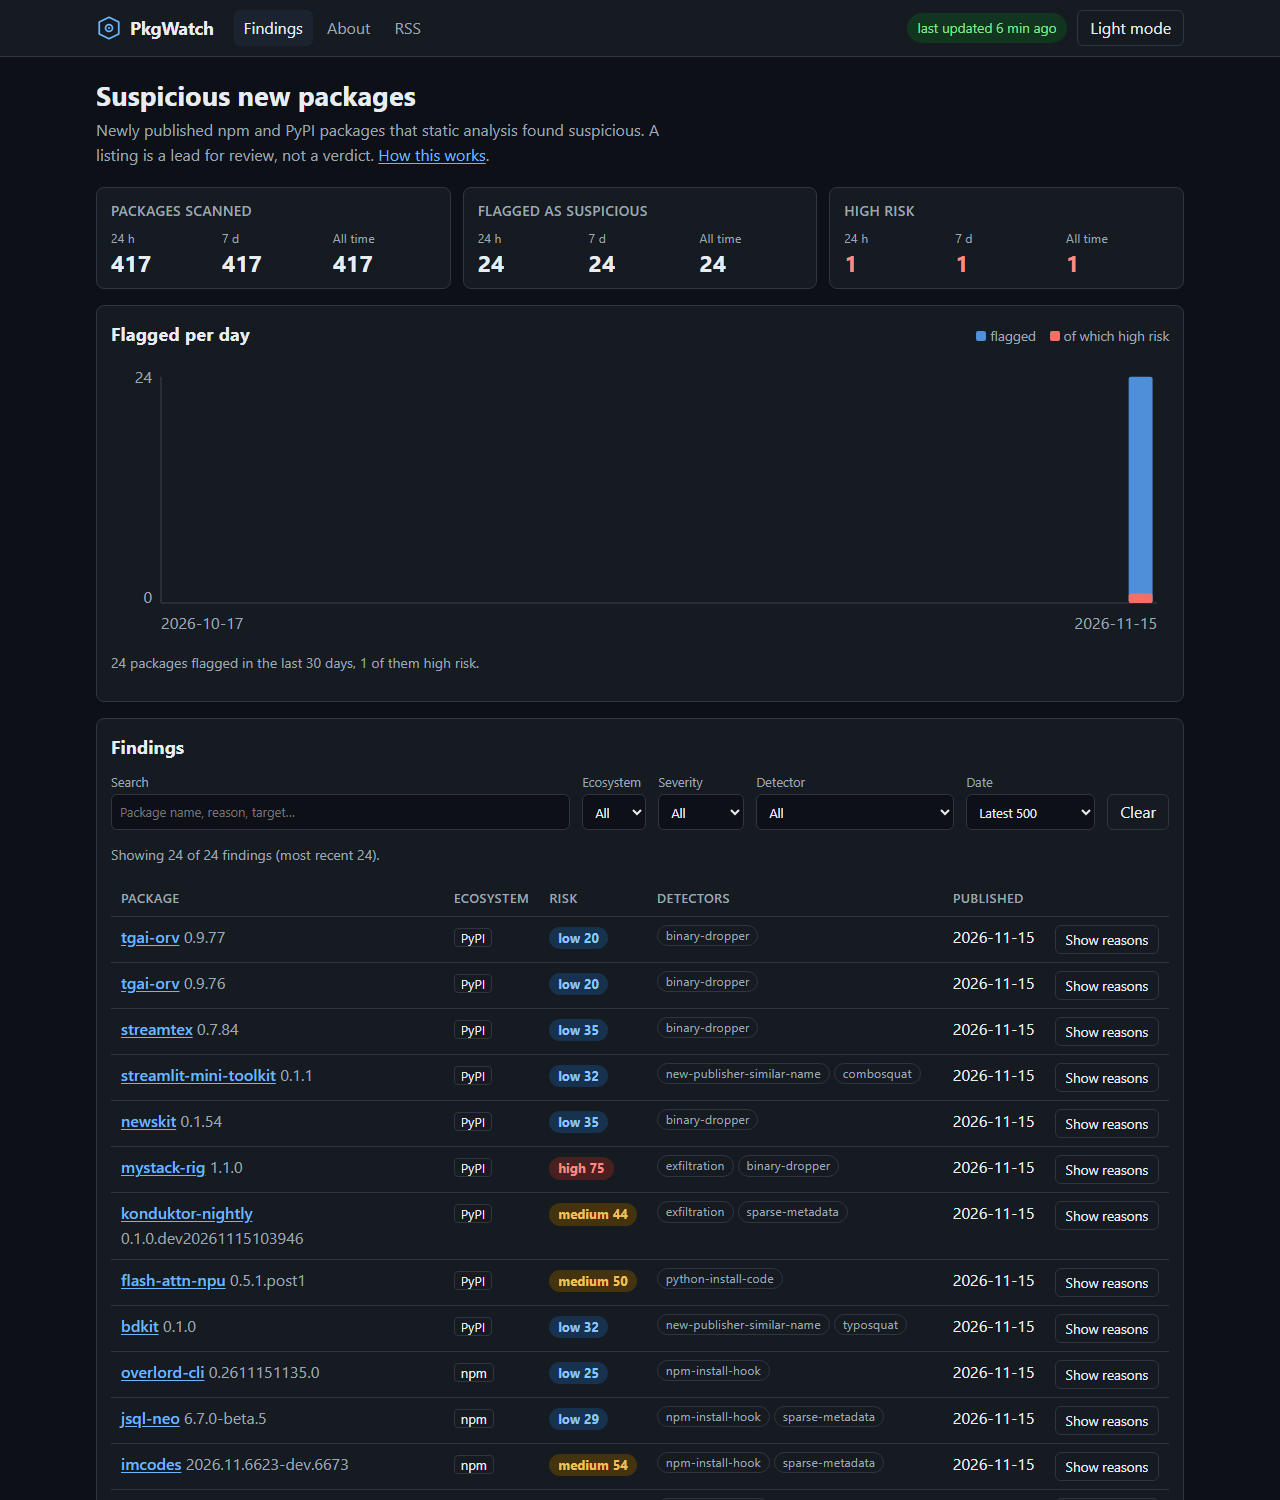 PkgWatch Findings About RSS last updated 6 min ago Light mode
Suspicious new packages
Newly published npm and PyPI packages that static analysis found suspicious. A
listing is a lead for review, not a verdict. How this works.
PACKAGES SCANNED
24 h 7 d All time
417 417 417
FLAGGED AS SUSPICIOUS
24 h 7 d All time
24 24 24
HIGH RISK
24 h 7 d All time
1 1 1
Flagged per day
flagged of which high risk
24
0
2026-10-17 2026-11-15
24 packages flagged in the last 30 days, 1 of them high risk.
Findings
Search Ecosystem Severity Detector Date
Package name, reason, target... All All All Latest 500 Clear
Showing 24 of 24 findings (most recent 24).
PACKAGE ECOSYSTEM RISK DETECTORS PUBLISHED
tgai-orv 0.9.77 PyPI low 20 binary-dropper 2026-11-15 Show reasons
tgai-orv 0.9.76 PyPI low 20 binary-dropper 2026-11-15 Show reasons
streamtex 0.7.84 PyPI low 35 binary-dropper 2026-11-15 Show reasons
streamlit-mini-toolkit 0.1.1 PyPI low 32 new-publisher-similar-name combosquat 2026-11-15 Show reasons
newskit 0.1.54 PyPI low 35 binary-dropper 2026-11-15 Show reasons
mystack-rig 1.1.0 PyPI high 75 exfiltration binary-dropper 2026-11-15 Show reasons
konduktor-nightly PyPI medium 44 exfiltration sparse-metadata 2026-11-15 Show reasons
0.1.0.dev20261115103946
flash-attn-npu 0.5.1.post1 PyPI medium 50 python-install-code 2026-11-15 Show reasons
bdkit 0.1.0 PyPI low 32 new-publisher-similar-name typosquat 2026-11-15 Show reasons
overlord-cli 0.2611151135.0 npm low 25 npm-install-hook 2026-11-15 Show reasons
jsql-neo 6.7.0-beta.5 npm low 29 npm-install-hook sparse-metadata 2026-11-15 Show reasons
imcodes 2026.11.6623-dev.6673 npm medium 54 npm-install-hook sparse-metadata 2026-11-15 Show reasons